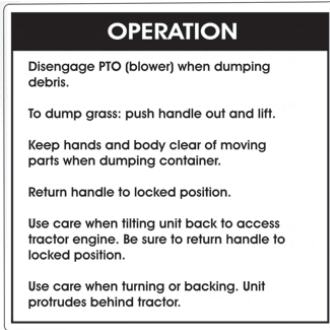 OPERATION
Disengage PTO (blower) when dumping
debris.
To dump grass: push handle out and lift.
Keep hands and body clear of moving
parts when dumping container.
Return handle to locked position.
Use care when tilting unit back to access
tractor engine. Be sure to return handle to
locked position.
Use care when turning or backing. Unit
protrudes behind tractor.